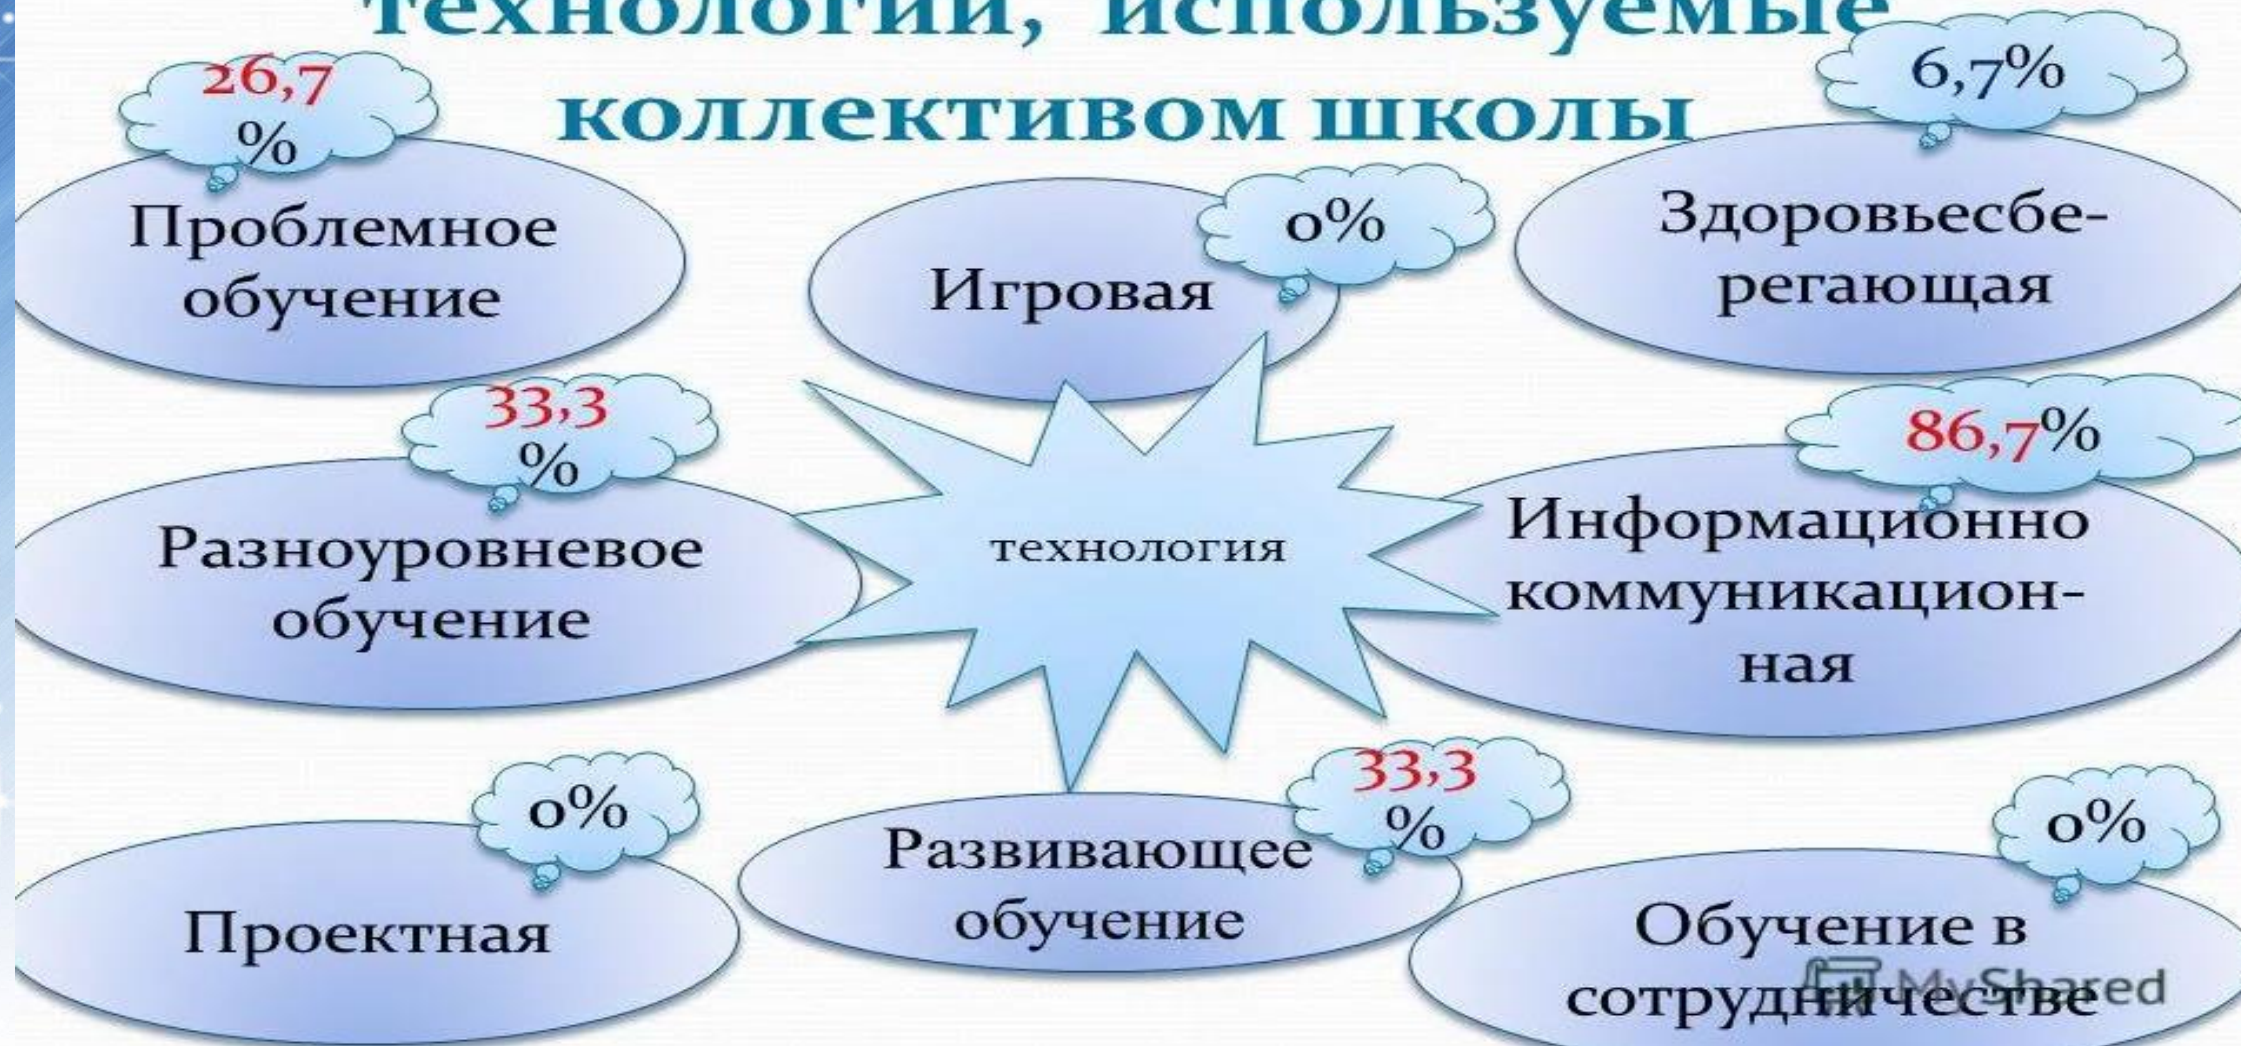 технологии, используемые
коллективом школы
26,7
%
Проблемное
обучение
0%
Игровая
6,7%
Здоровьесбе-
регающая
33,3
%
Разноуровневое
обучение
технология
86,7%
Информационно
коммуникацион-
ная
0%
Проектная
33,3
%
Развивающее
обучение
0%
Обучение в
сотрудничестве
MyShared